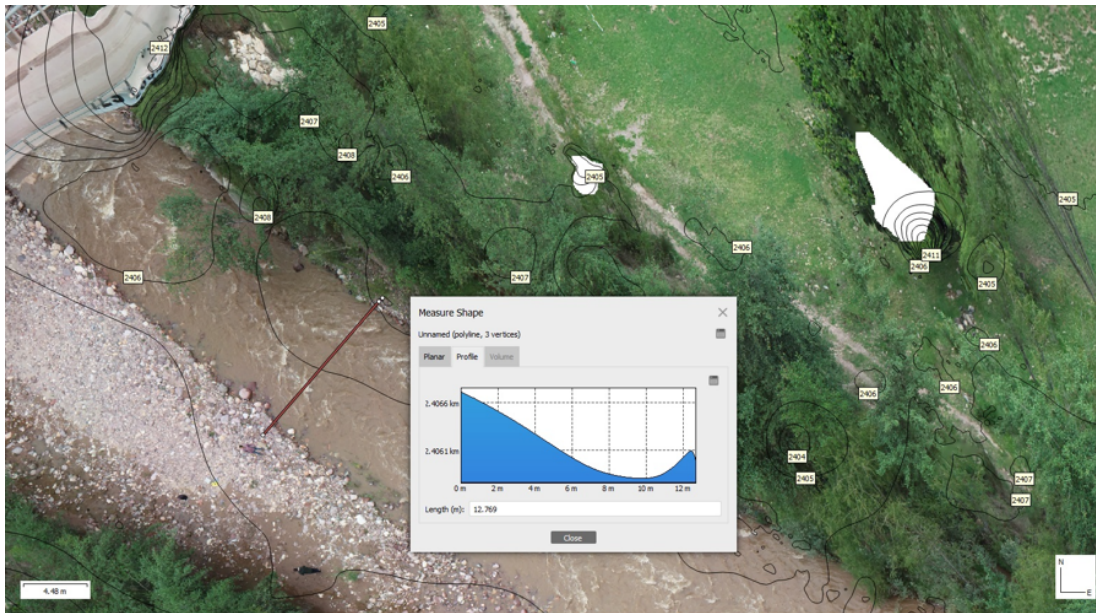 2405
2412
2407
2408
2406
2405
2405
2408
2406
2411
2406
2406
2407
2405
Measure Shape
Unnamed (polyline, 3 vertices)
Planar
Profile
Volume
2.4066 km
2.4061 km
0 m 2 m 4 m 6 m 8 m 10 m 12 m
Length (m): 12.769
Close
2406
2406
2406
2404
2405
2407
2407
4.48 m
N
E